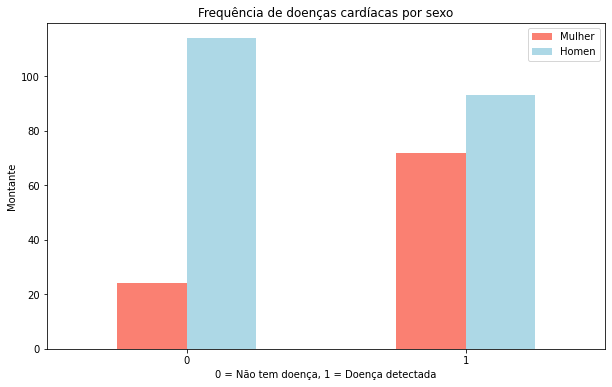 Frequência de doenças cardíacas por sexo
Mulher
Homen
Montante
100
80
60
40
20
0
0 1
0 = Não tem doença, 1 = Doença detectada